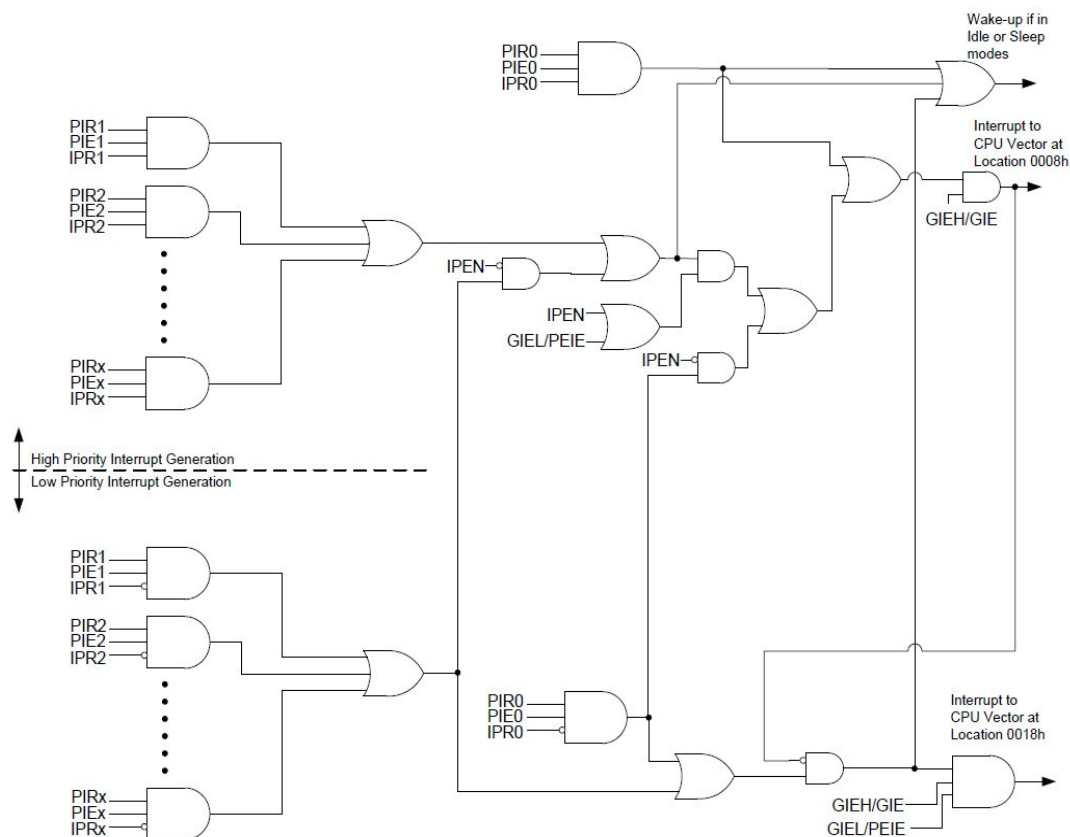 Wake-up if in
Idle or Sleep
modes
PIR0
PIE0
IPR0
PIR1
PIE1
IPR1
Interrupt to
CPU Vector at
Location 0008h
PIR2
PIE2
IPR2
GIEH/GIE
IPEN
IPEN
GIEL/PEIE
IPEN
PIRx
PIEx
IPRx
High Priority Interrupt Generation
Low Priority Interrupt Generation
PIR1
PIE1
IPR1
PIR2
PIE2
IPR2
PIR0
PIE0
IPR0
Interrupt to
CPU Vector at
Location 0018h
PIRx
PIEx
IPRx
GIEH/GIE
GIEL/PEIE